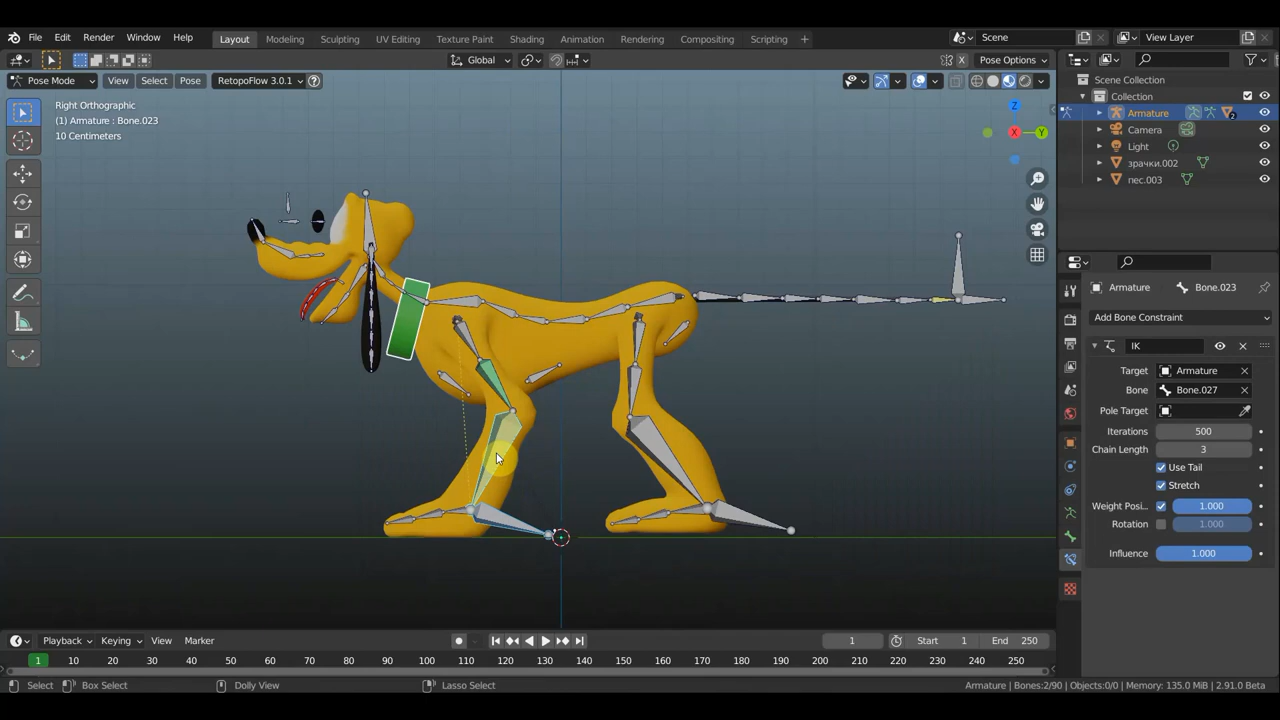 File Edit Render Window Help Layout Modeling Sculpting UV Editing Texture Paint Shading Animation Rendering Compositing Scripting + Scene View Layer
Global X Pose Options
Pose Mode View Select Pose RetopoFlow 3.0.1 ?
Right Orthographic
(1) Armature : Bone.023
10 Centimeters
Z
X
Y
Scene Collection
Collection
Armature 2
Camera
Light
зрачки.002
пес.003
Armature Bone.023
Add Bone Constraint
IK
Target Armature
Bone Bone.027
Pole Target
Iterations 500
Chain Length 3
Use Tail
Stretch
Weight Posi... 1.000
Rotation 1.000
Influence 1.000
Playback Keying View Marker 1 Start 1 End 250
1 10 20 30 40 50 60 70 80 90 100 110 120 130 140 150 160 170 180 190 200 210 220 230 240 250
Select Box Select Dolly View Lasso Select Armature | Bones:2/90 | Objects:0/0 | Memory: 135.0 MiB | 2.91.0 Beta